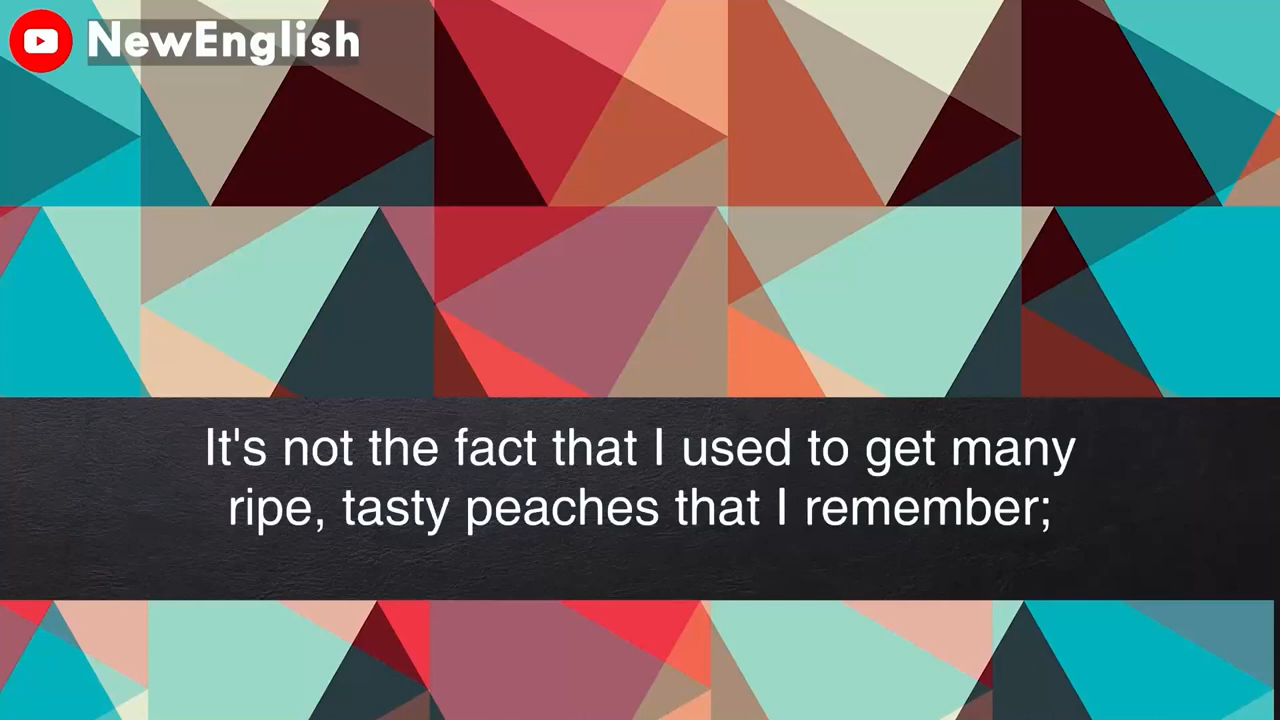 NewEnglish
It's not the fact that I used to get many
ripe, tasty peaches that I remember;